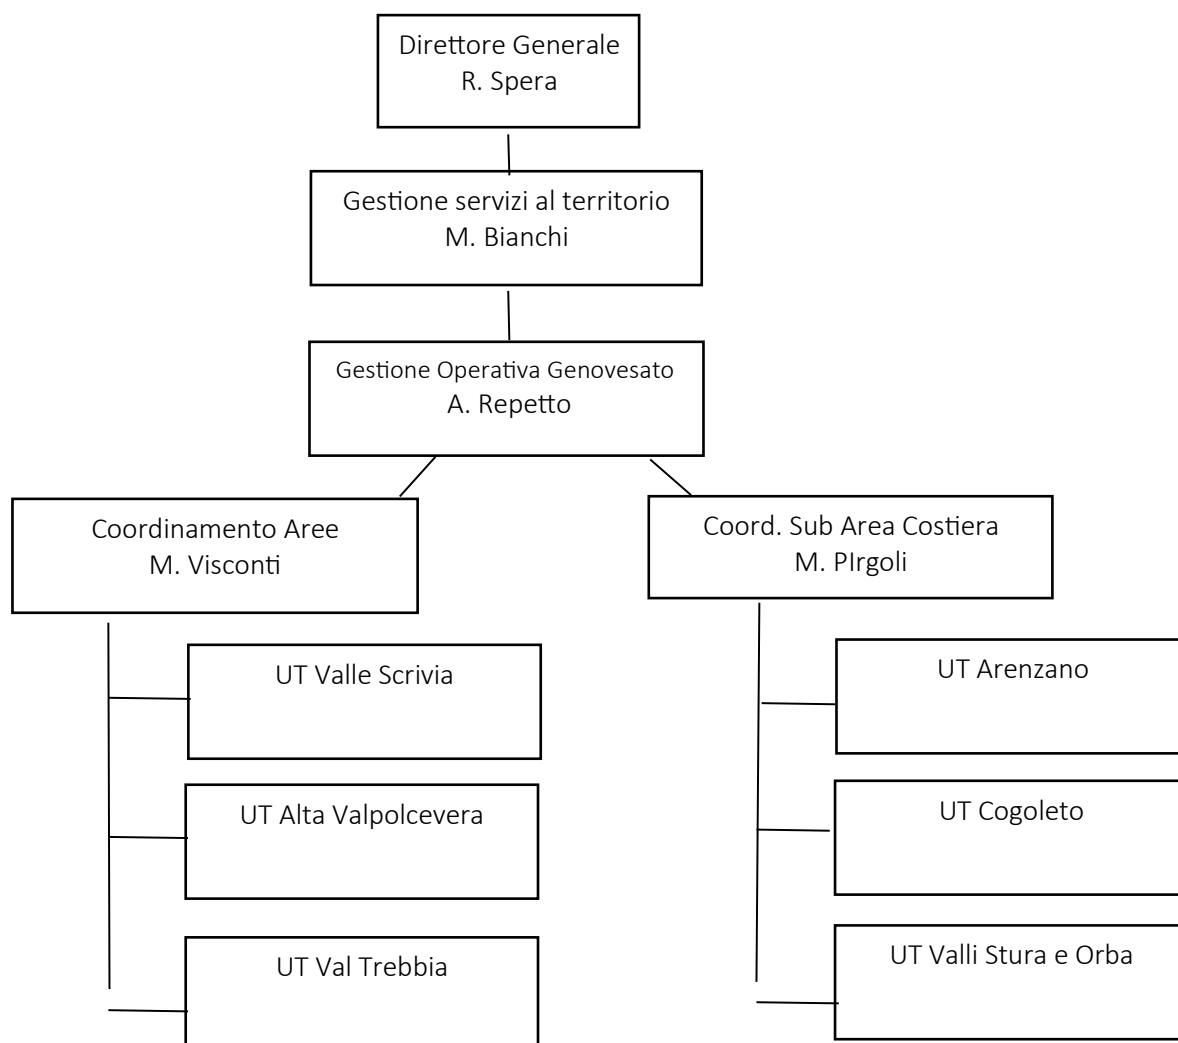 Direttore Generale
R. Spera
Gestione servizi al territorio
M. Bianchi
Gestione Operativa Genovesato
A. Repetto
Coordinamento Aree
M. Visconti
Coord. Sub Area Costiera
M. PIrgoli
UT Valle Scrivia
UT Alta Valpolcevera
UT Val Trebbia
UT Arenzano
UT Cogoleto
UT Valli Stura e Orba